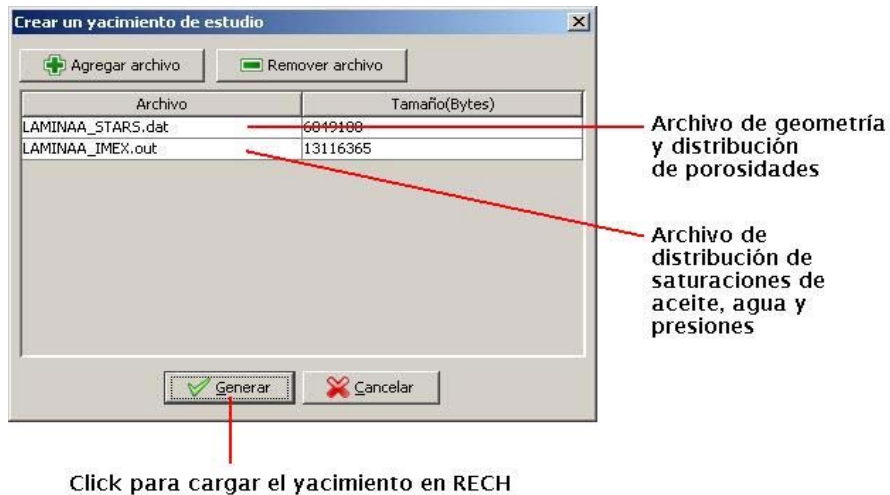 Crear un yacimiento de estudio
Agregar archivo
Remover archivo
Archivo
Tamaño(Bytes)
LAMINAA_STARS.dat
6849188
LAMINAA_IMEX.out
13116365
Archivo de geometría
y distribución
de porosidades
Archivo de
distribución de
saturaciones de
aceite, agua y
presiones
Generar
Cancelar
Click para cargar el yacimiento en RECH